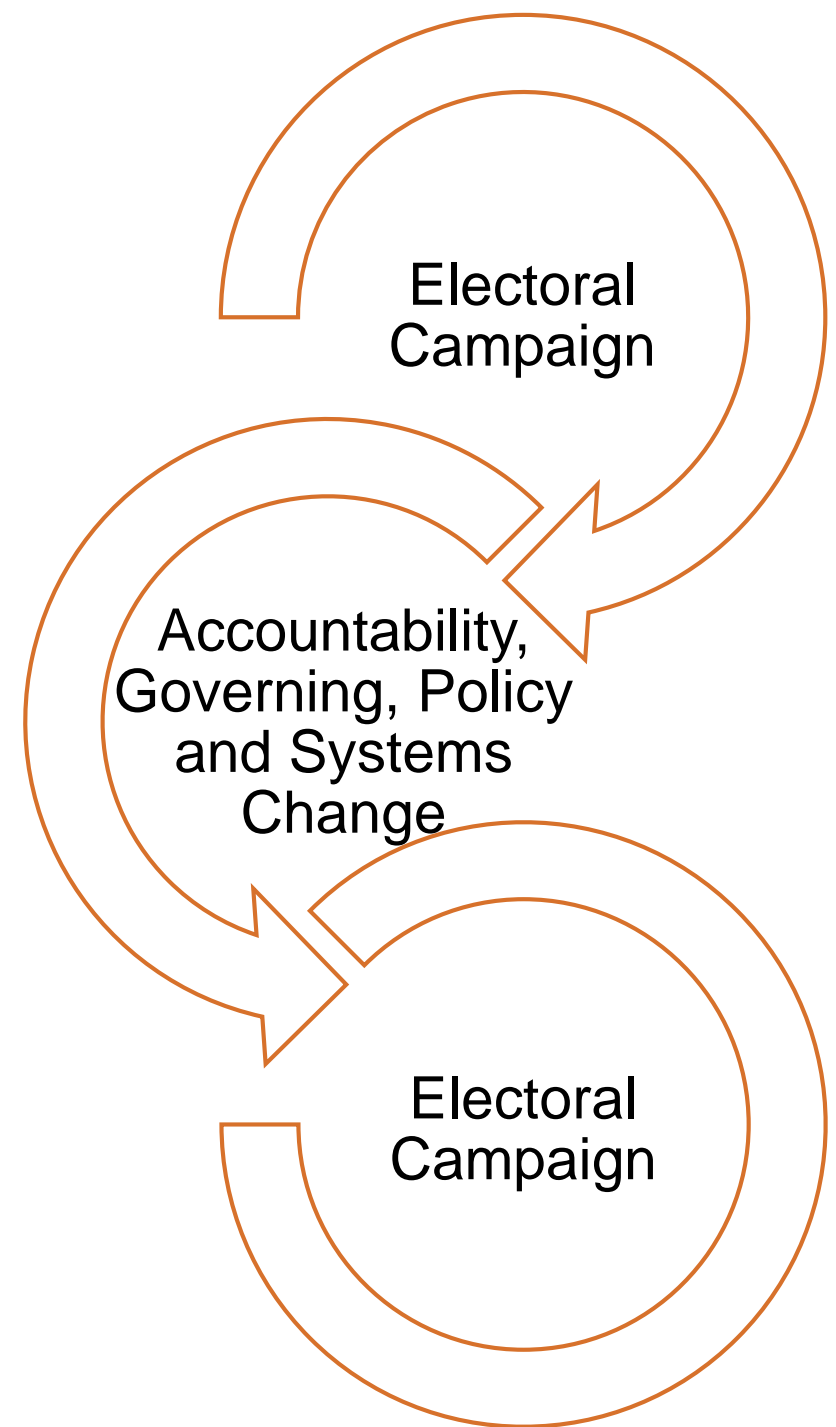 Electoral
Campaign
Accountability,
Governing, Policy
and Systems
Change
Electoral
Campaign